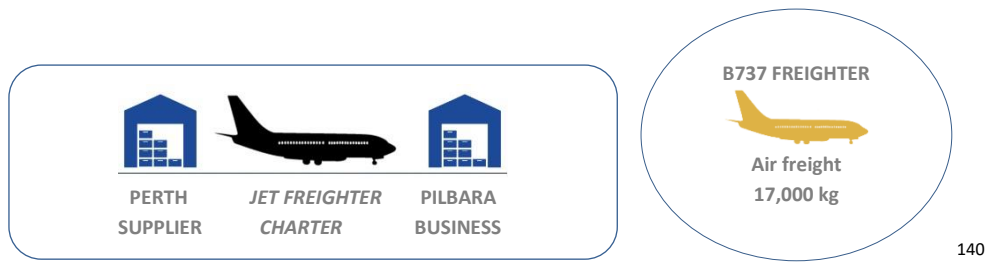 PERTH
SUPPLIER
JET FREIGHTER
CHARTER
PILBARA
BUSINESS
B737 FREIGHTER
Air freight
17,000 kg
140